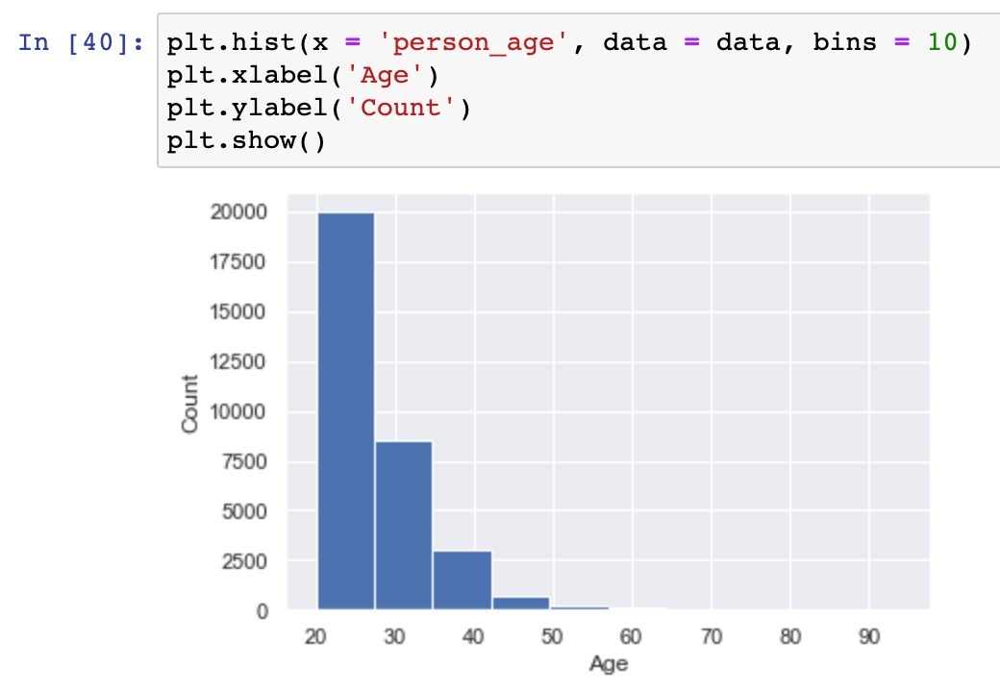 In [40]: plt.hist(x = 'person_age', data = data, bins = 10)
plt.xlabel('Age')
plt.ylabel('Count')
plt.show()
20000
17500
15000
12500
10000
7500
5000
2500
0
Count
20 30 40 50 60 70 80 90
Age